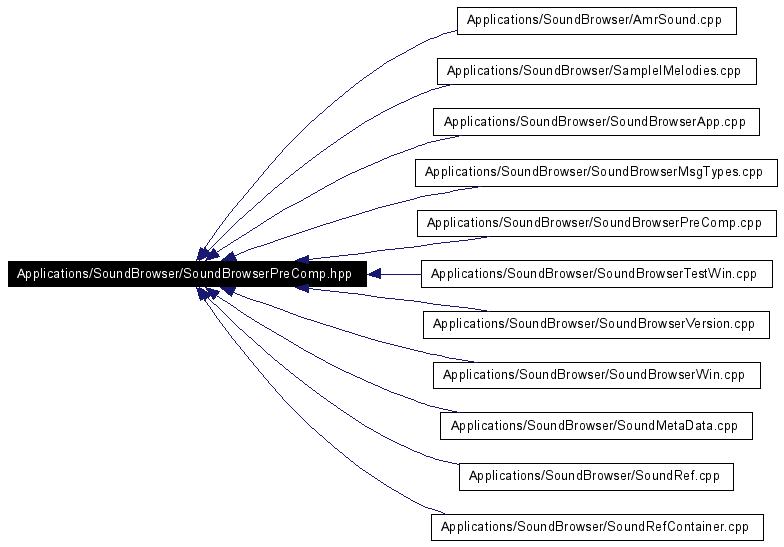 Applications/SoundBrowser/AmrSound.cpp
Applications/SoundBrowser/SampleIMelodies.cpp
Applications/SoundBrowser/SoundBrowserApp.cpp
Applications/SoundBrowser/SoundBrowserMsgTypes.cpp
Applications/SoundBrowser/SoundBrowserPreComp.cpp
Applications/SoundBrowser/SoundBrowserPreComp.hpp
Applications/SoundBrowser/SoundBrowserTestWin.cpp
Applications/SoundBrowser/SoundBrowserVersion.cpp
Applications/SoundBrowser/SoundBrowserWin.cpp
Applications/SoundBrowser/SoundMetaData.cpp
Applications/SoundBrowser/SoundRef.cpp
Applications/SoundBrowser/SoundRefContainer.cpp